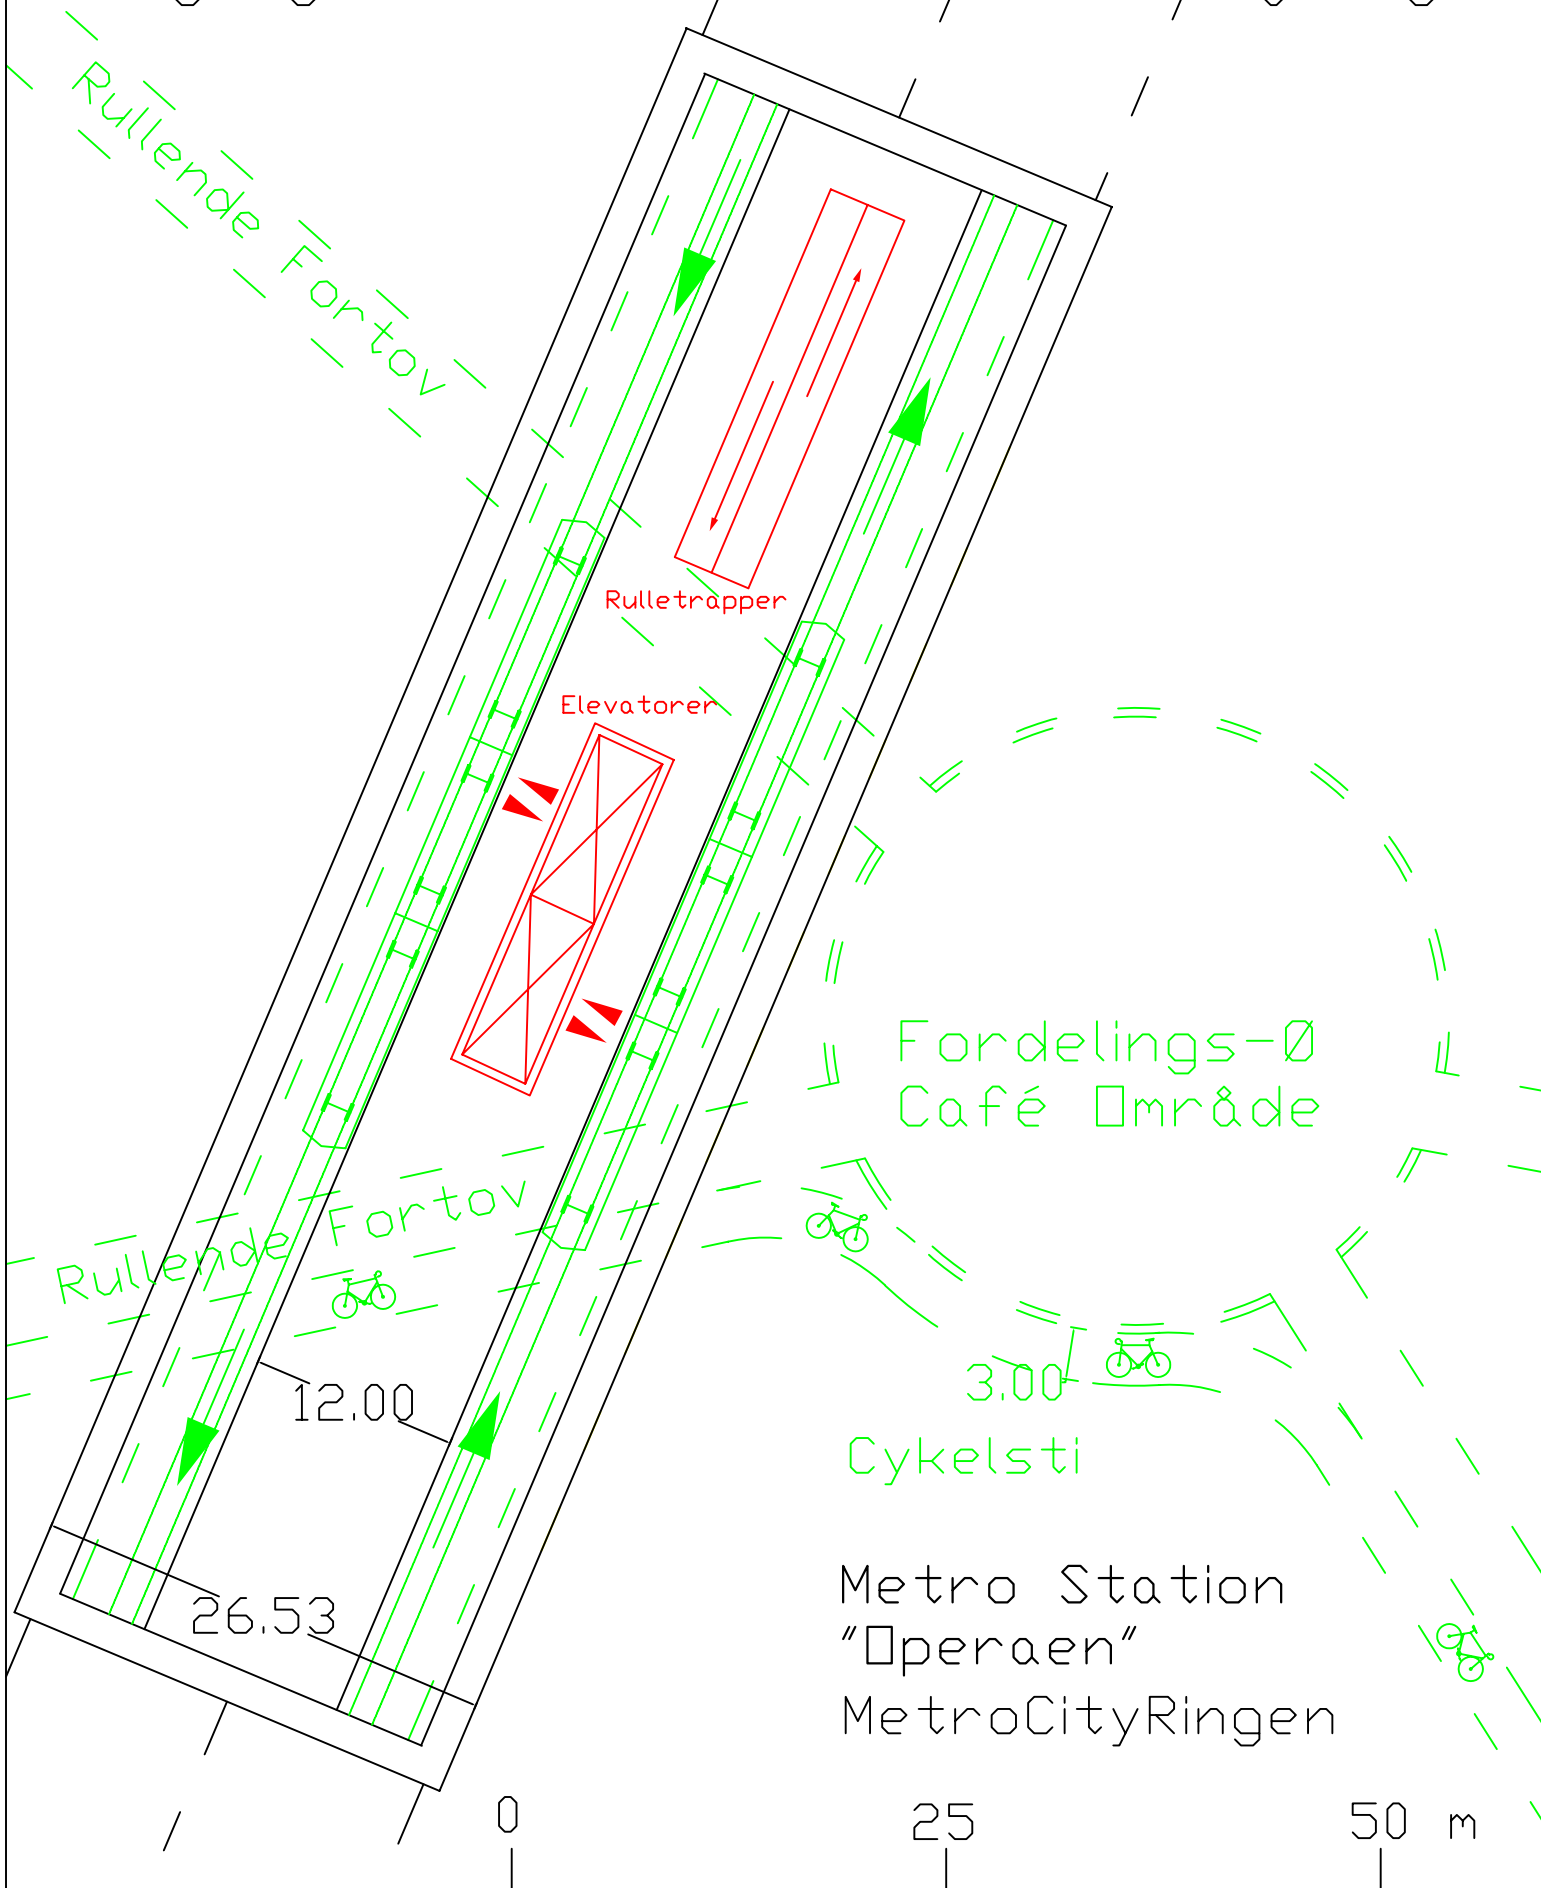 Rullende Fortov
Rulletrapper
Elevatorer
Fordelings-Ø
Café Område
Rullende Fortov
12.00
3.00
Cykelsti
26.53
Metro Station
"Operaen"
MetroCityRingen
0 25 50 m